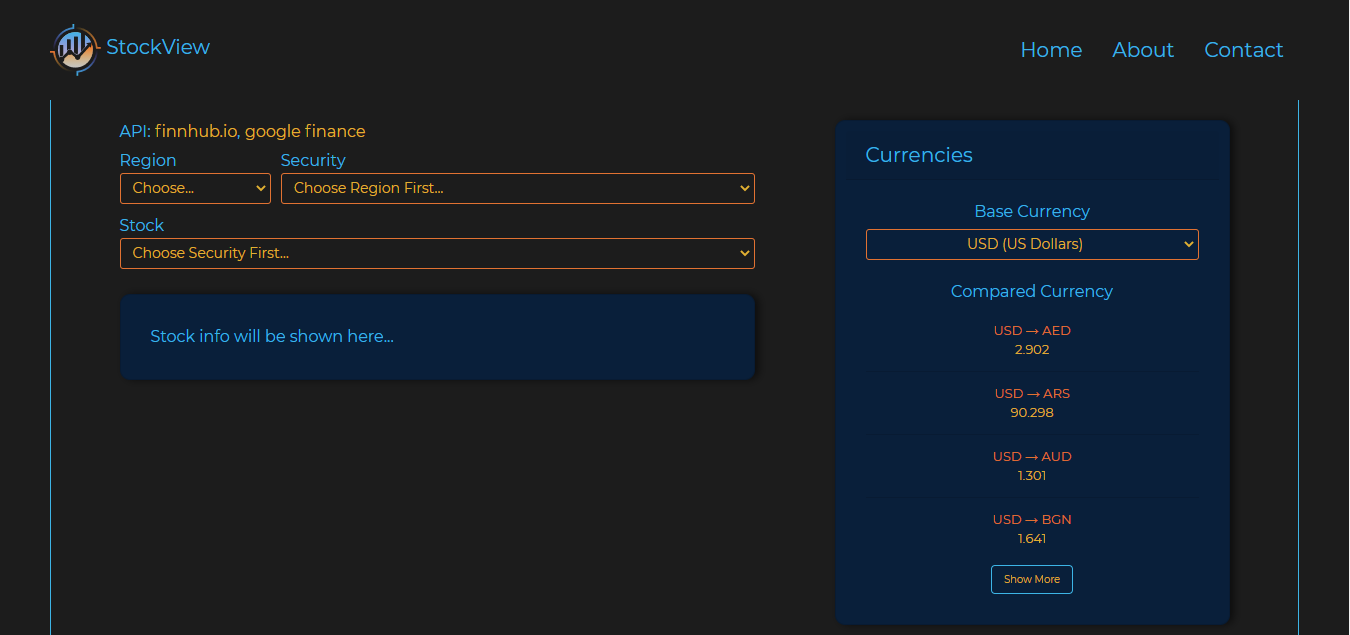 StockView
Home About Contact
API: finnhub.io, google finance
Region Security
Choose... Choose Region First...
Stock
Choose Security First...
Stock info will be shown here...
Currencies
Base Currency
USD (US Dollars)
Compared Currency
USD → AED
2.902
USD → ARS
90.298
USD → AUD
1.301
USD → BGN
1.641
Show More